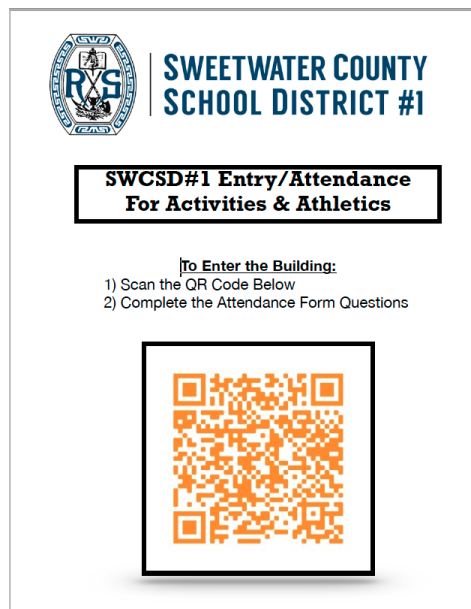 RS
SWEETWATER COUNTY
SCHOOL DISTRICT #1
SWCSD#1 Entry/Attendance
For Activities & Athletics
To Enter the Building:
1) Scan the QR Code Below
2) Complete the Attendance Form Questions